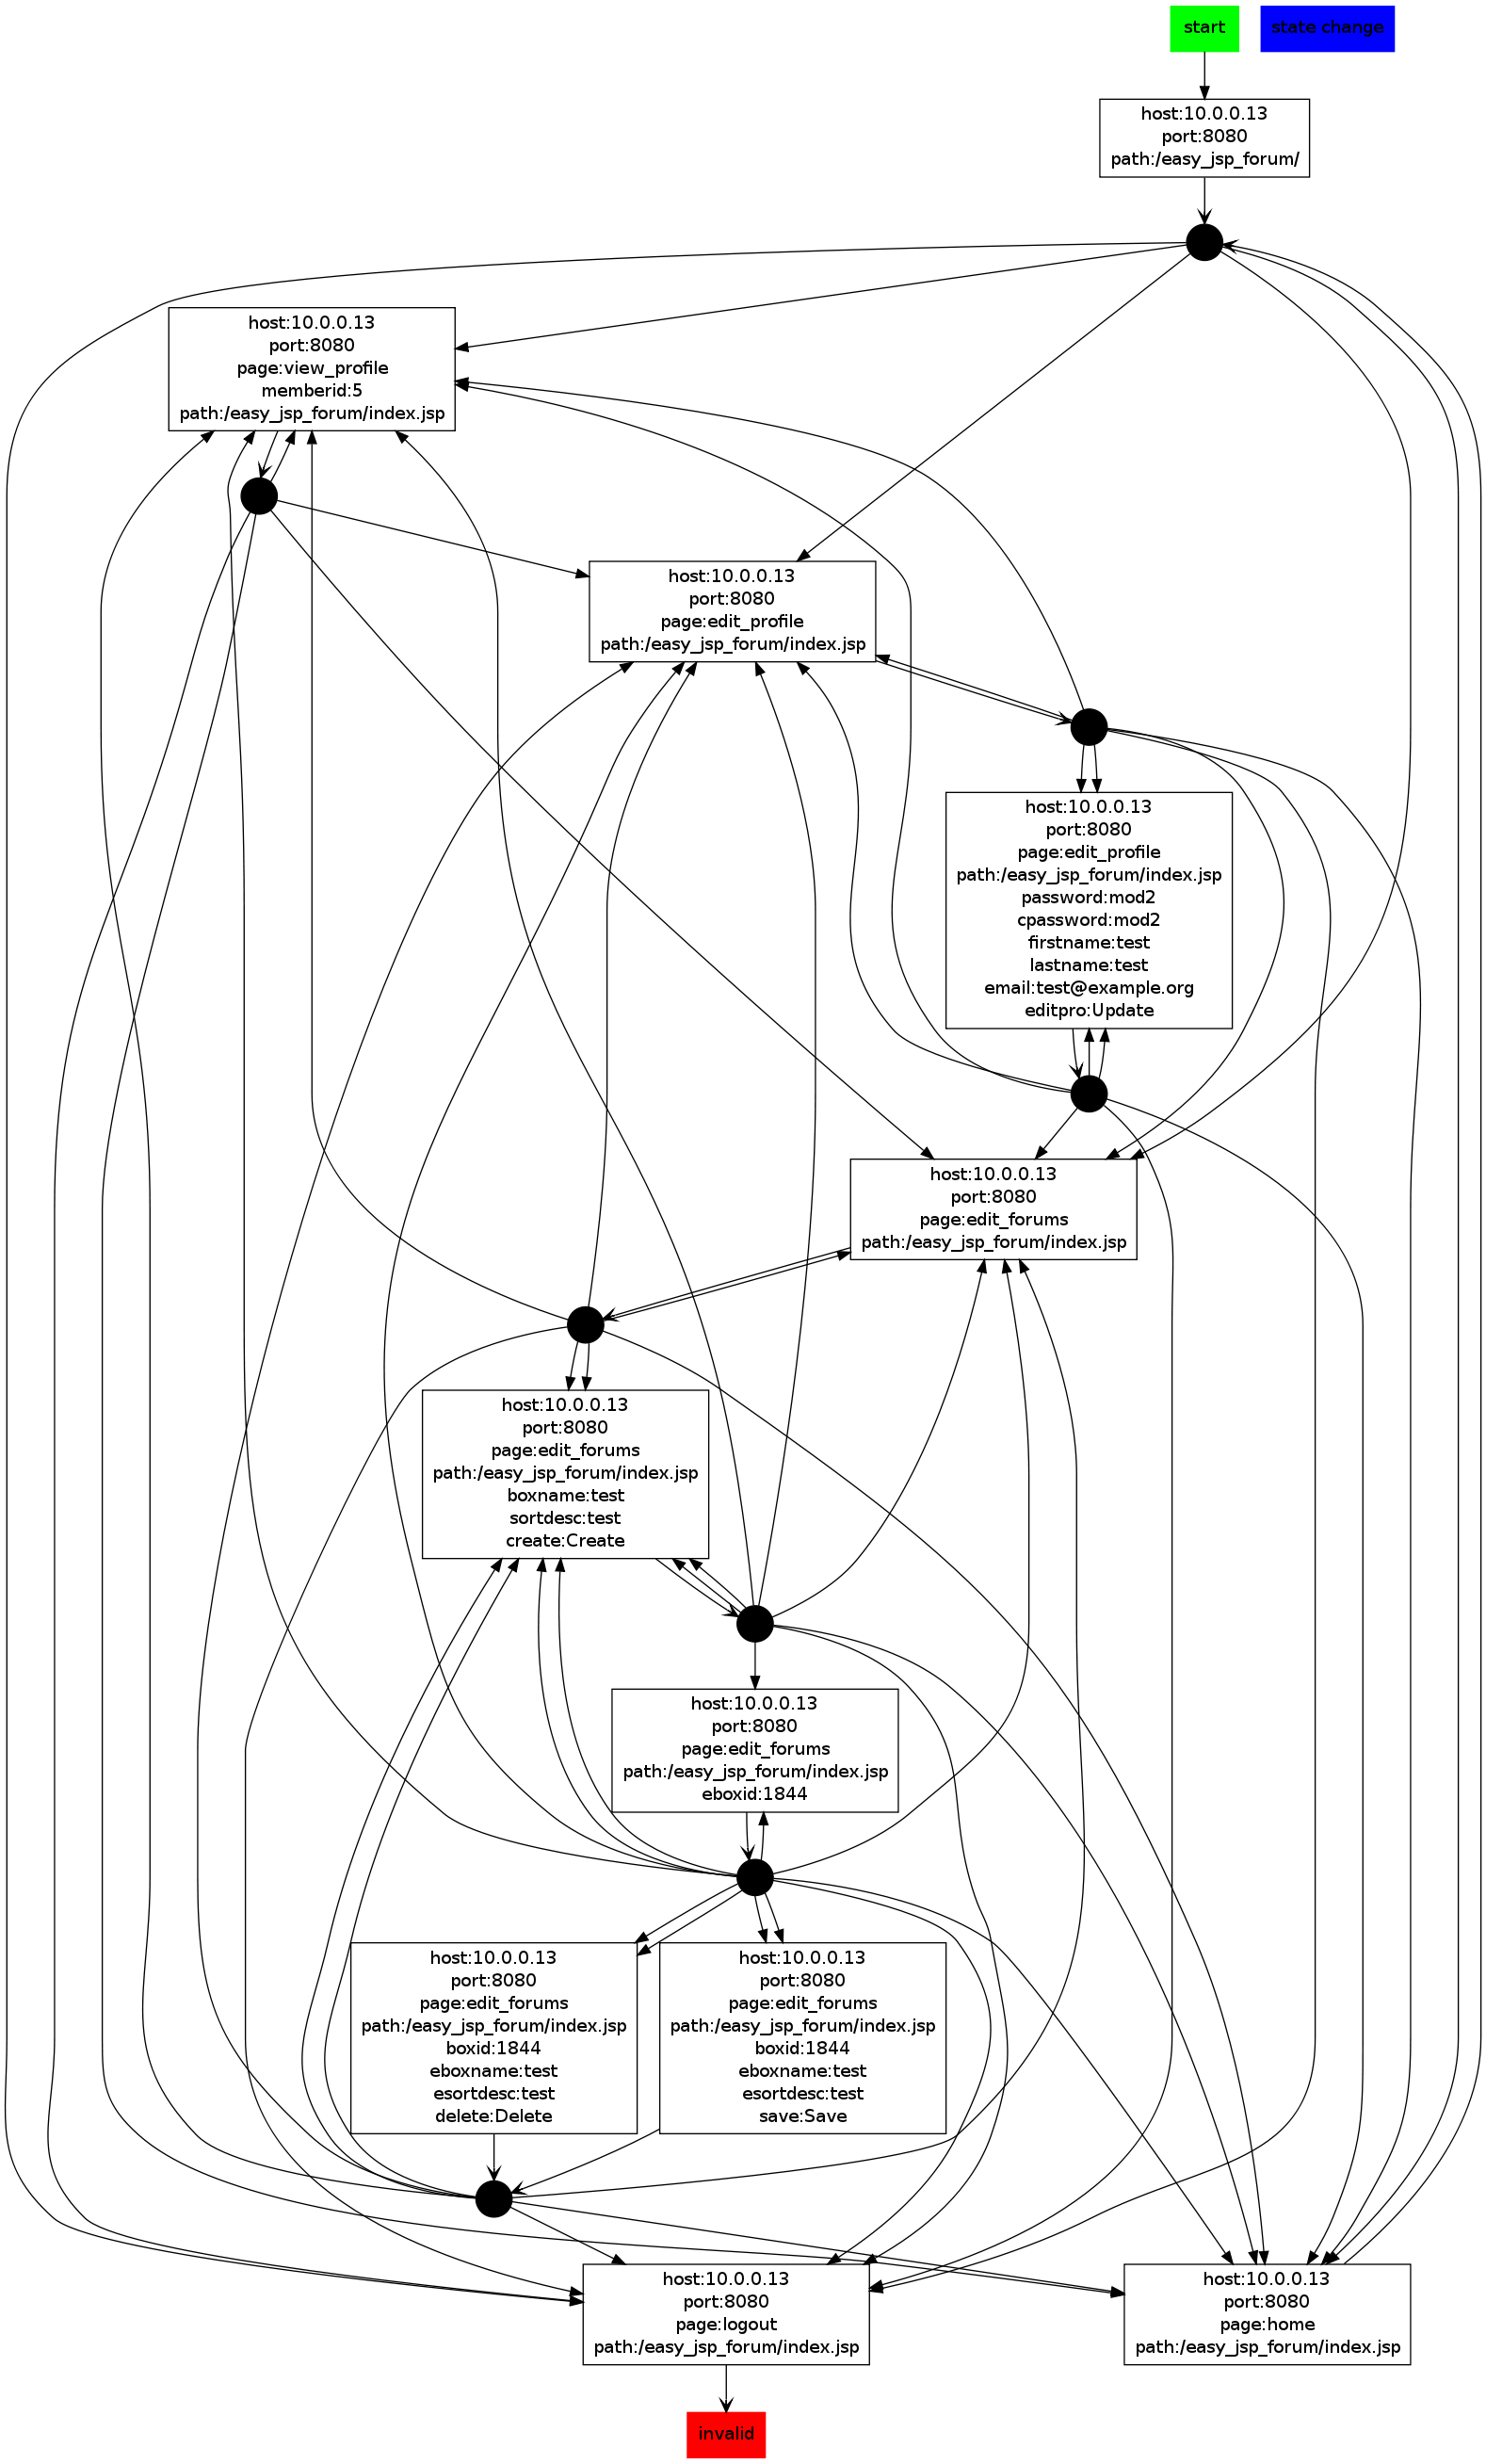 start
state change
host:10.0.0.13
port:8080
path:/easy_jsp_forum/
host:10.0.0.13
port:8080
page:view_profile
memberid:5
path:/easy_jsp_forum/index.jsp
host:10.0.0.13
port:8080
page:edit_profile
path:/easy_jsp_forum/index.jsp
host:10.0.0.13
port:8080
page:edit_profile
path:/easy_jsp_forum/index.jsp
password:mod2
cpassword:mod2
firstname:test
lastname:test
email:test@example.org
editpro:Update
host:10.0.0.13
port:8080
page:edit_forums
path:/easy_jsp_forum/index.jsp
host:10.0.0.13
port:8080
page:edit_forums
path:/easy_jsp_forum/index.jsp
boxname:test
sortdesc:test
create:Create
host:10.0.0.13
port:8080
page:edit_forums
path:/easy_jsp_forum/index.jsp
eboxid:1844
host:10.0.0.13
port:8080
page:edit_forums
path:/easy_jsp_forum/index.jsp
boxid:1844
eboxname:test
esortdesc:test
delete:Delete
host:10.0.0.13
port:8080
page:edit_forums
path:/easy_jsp_forum/index.jsp
boxid:1844
eboxname:test
esortdesc:test
save:Save
host:10.0.0.13
port:8080
page:logout
path:/easy_jsp_forum/index.jsp
host:10.0.0.13
port:8080
page:home
path:/easy_jsp_forum/index.jsp
invalid